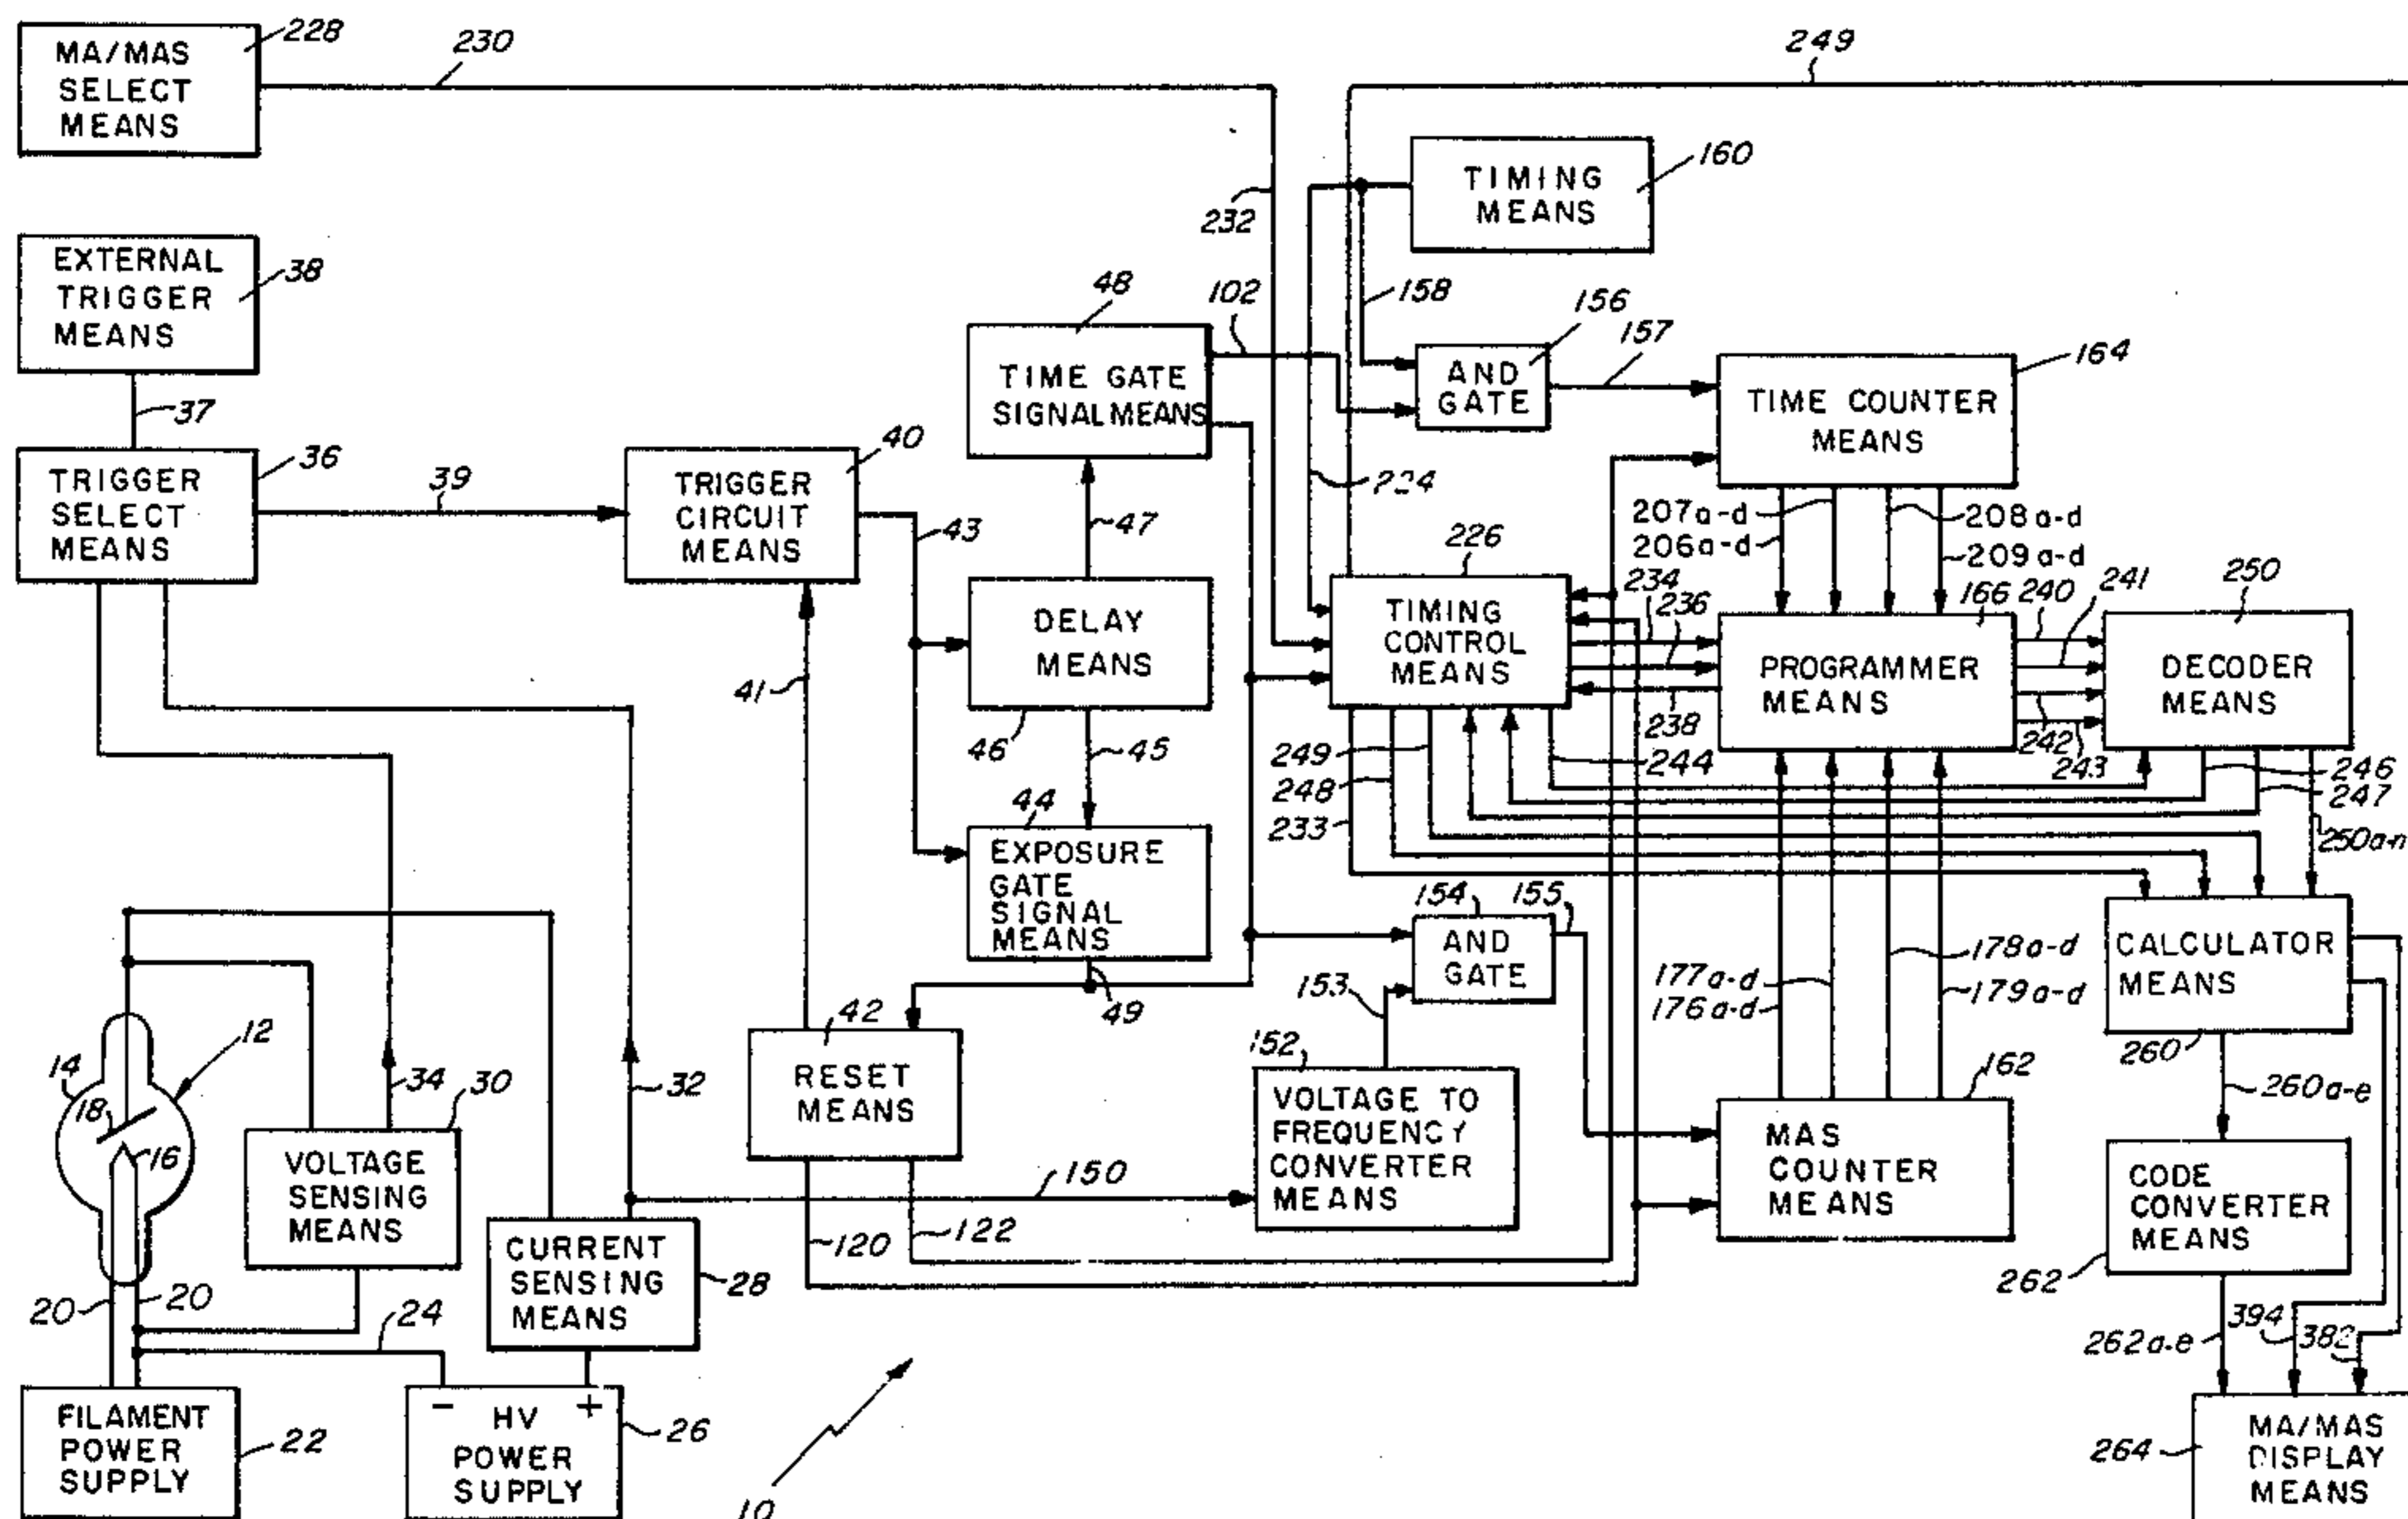 MA/MAS
SELECT
MEANS
228
230
249
232
TIMING
MEANS
160
EXTERNAL
TRIGGER
MEANS
38
37
48
102
158
156
157
TIME GATE
SIGNAL MEANS
AND
GATE
TIME COUNTER
MEANS
164
TRIGGER
SELECT
MEANS
36
39
TRIGGER
CIRCUIT
MEANS
40
43
47
207a-d
206a-d
208a-d
209a-d
DELAY
MEANS
46
226
TIMING
CONTROL
MEANS
234
236
238
PROGRAMMER
MEANS
166
240
241
242
243
250
DECODER
MEANS
41
45
249
248
233
244
246
247
250a-n
44
EXPOSURE
GATE
SIGNAL
MEANS
49
154
155
AND
GATE
153
177a-d
176a-d
178a-d
179a-d
CALCULATOR
MEANS
260
260a-e
12
14
18
16
34
30
VOLTAGE
SENSING
MEANS
32
42
RESET
MEANS
152
VOLTAGE TO
FREQUENCY
CONVERTER
MEANS
150
162
MAS
COUNTER
MEANS
CODE
CONVERTER
MEANS
262
120
122
CURRENT
SENSING
MEANS
28
20
20
24
262a-e
394
382
FILAMENT
POWER
SUPPLY
22
- +
HV
POWER
SUPPLY
26
10
264
MA/MAS
DISPLAY
MEANS